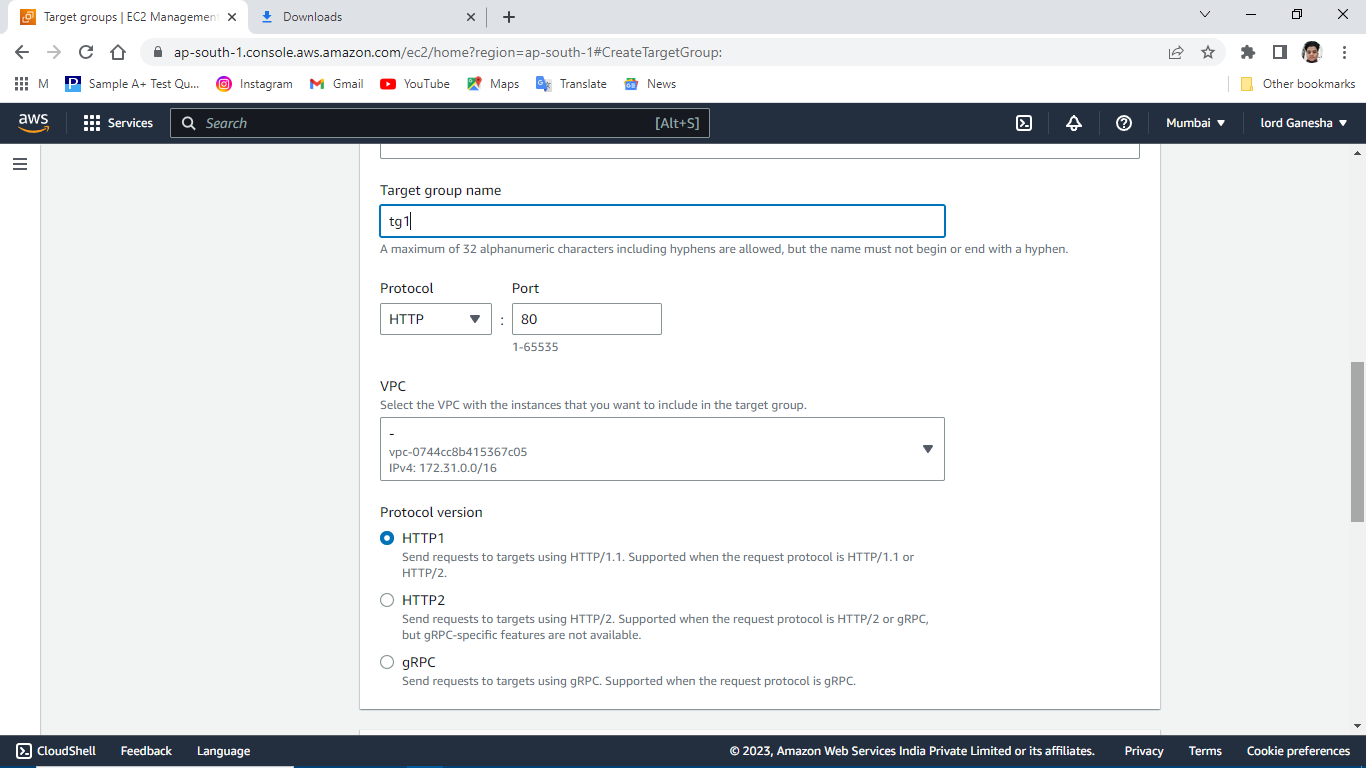 Target groups | EC2 Management
Downloads
ap-south-1.console.aws.amazon.com/ec2/home?region=ap-south-1#CreateTargetGroup:
M
Sample A+ Test Qu...
Instagram
Gmail
YouTube
Maps
Translate
News
Other bookmarks
aws
Services
Search
[Alt+S]
Mumbai
lord Ganesha
Target group name
tg1
A maximum of 32 alphanumeric characters including hyphens are allowed, but the name must not begin or end with a hyphen.
Protocol
Port
HTTP
:
80
1-65535
VPC
Select the VPC with the instances that you want to include in the target group.
-
vpc-0744cc8b415367c05
IPv4: 172.31.0.0/16
Protocol version
HTTP1
Send requests to targets using HTTP/1.1. Supported when the request protocol is HTTP/1.1 or
HTTP/2.
HTTP2
Send requests to targets using HTTP/2. Supported when the request protocol is HTTP/2 or gRPC,
but gRPC-specific features are not available.
gRPC
Send requests to targets using gRPC. Supported when the request protocol is gRPC.
CloudShell
Feedback
Language
© 2023, Amazon Web Services India Private Limited or its affiliates.
Privacy
Terms
Cookie preferences